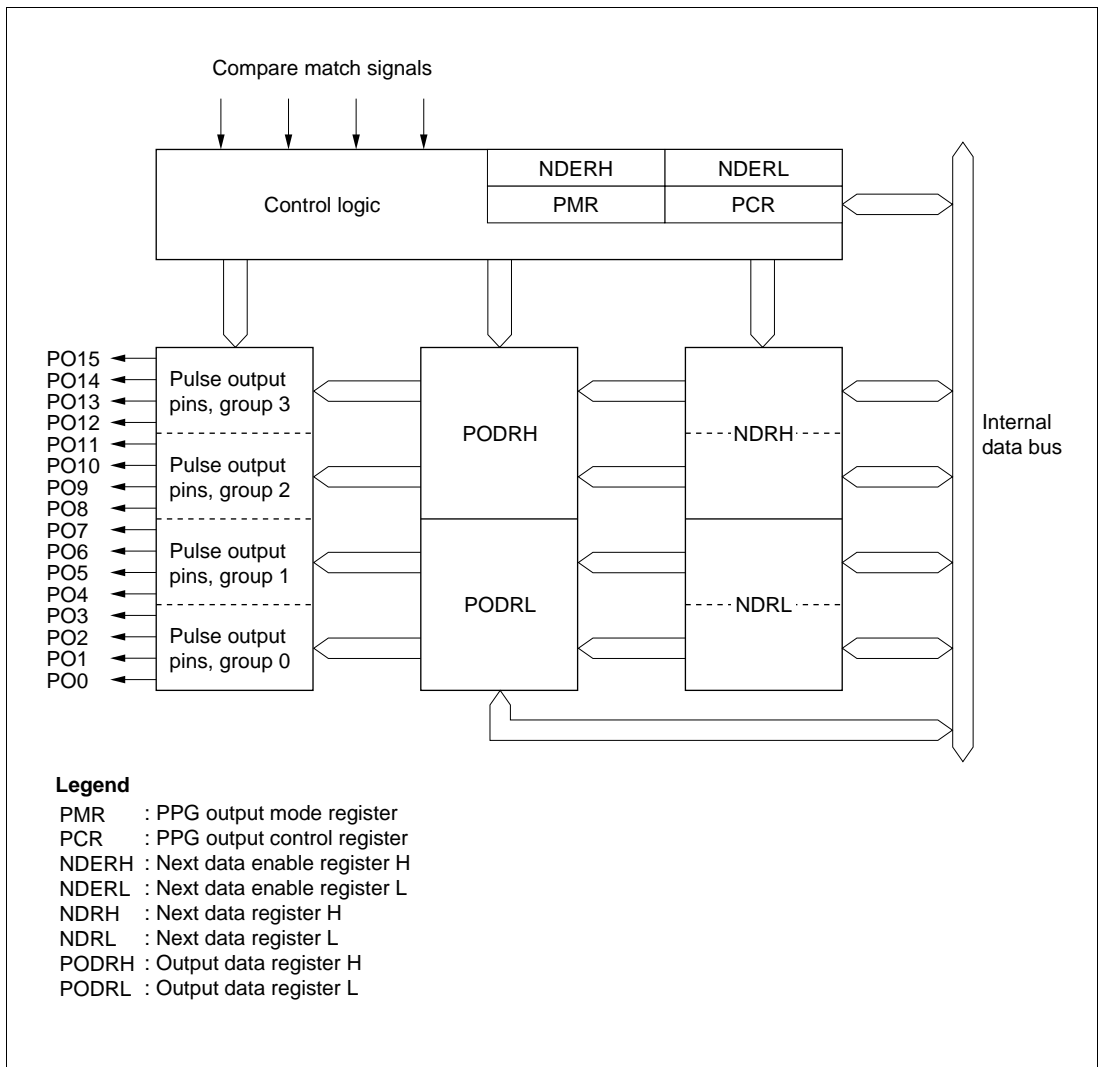 Compare match signals
Control logic
NDERH
NDERL
PMR
PCR
PO15
PO14
PO13
PO12
PO11
PO10
PO9
PO8
PO7
PO6
PO5
PO4
PO3
PO2
PO1
PO0
Pulse output
pins, group 3
Pulse output
pins, group 2
Pulse output
pins, group 1
Pulse output
pins, group 0
PODRH
PODRL
NDRH
NDRL
Internal
data bus
Legend
PMR : PPG output mode register
PCR : PPG output control register
NDERH : Next data enable register H
NDERL : Next data enable register L
NDRH : Next data register H
NDRL : Next data register L
PODRH : Output data register H
PODRL : Output data register L